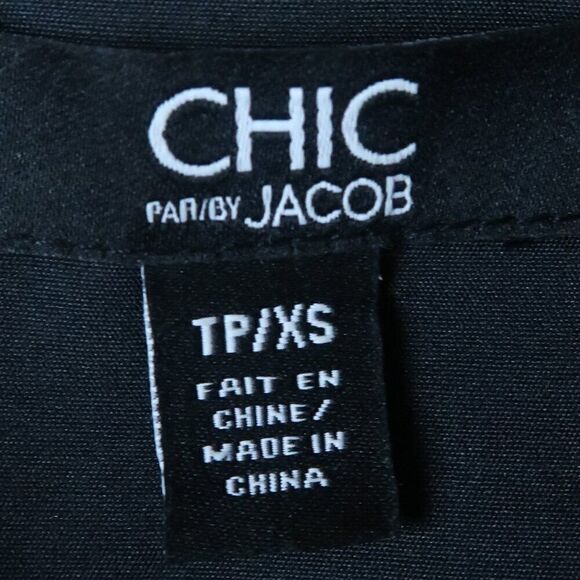 CHIC
PAR/BY JACOB
TP/XS
FAIT EN
CHINE/
MADE IN
CHINA